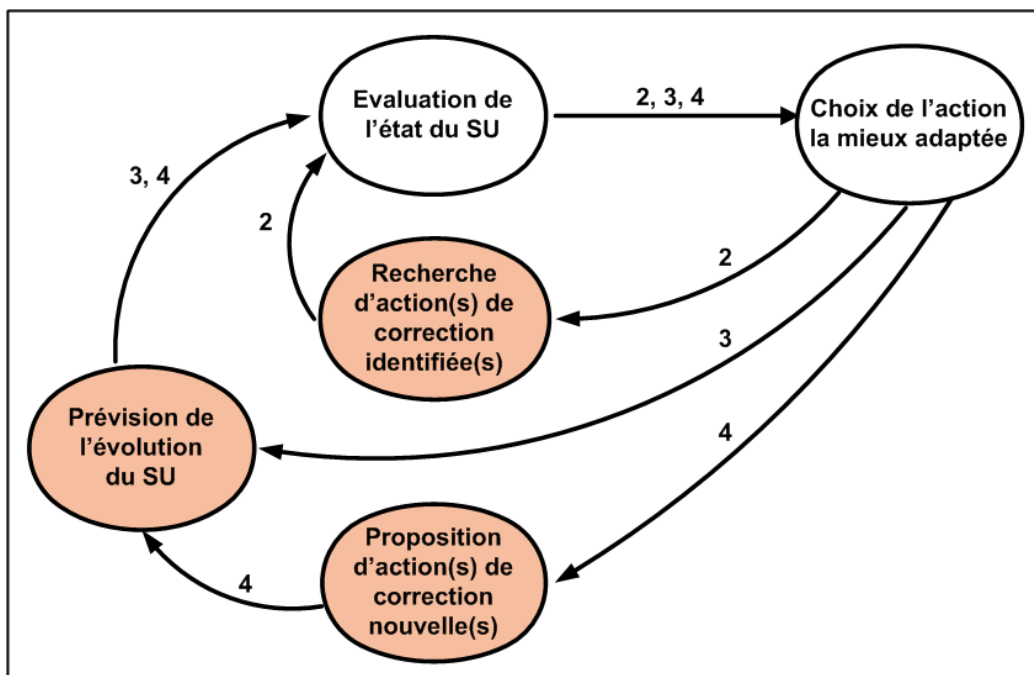 Evaluation de
l'état du SU
2, 3, 4
Choix de l'action
la mieux adaptée
3, 4
2
Recherche
d'action(s) de
correction
identifiée(s)
2
3
4
Prévision de
l'évolution
du SU
4
Proposition
d'action(s) de
correction
nouvelle(s)